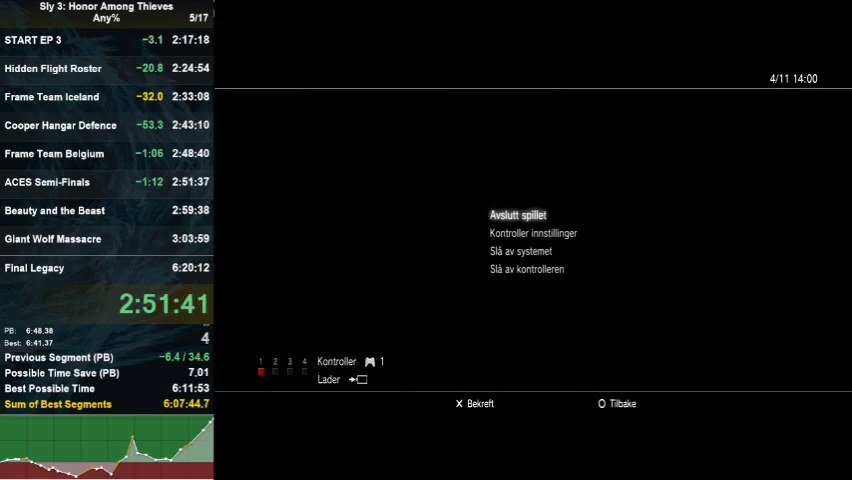 Sly 3: Honor Among Thieves
Any% 5/17
START EP 3 −3.1 2:17:18
Hidden Flight Roster −20.8 2:24:54
Frame Team Iceland −32.0 2:33:08
Cooper Hangar Defence −53.3 2:43:10
Frame Team Belgium −1:06 2:48:40
ACES Semi-Finals −1:12 2:51:37
Beauty and the Beast 2:59:38
Giant Wolf Massacre 3:03:59
Final Legacy 6:20:12
2:51:41
PB: 6:48.38
Best: 6:41.37
4
Previous Segment (PB) −6.4 / 34.6
Possible Time Save (PB) 7.01
Best Possible Time 6:11:53
Sum of Best Segments 6:07:44.7
4/11 14:00
Avslutt spillet
Kontroller innstillinger
Slå av systemet
Slå av kontrolleren
1 2 3 4 Kontroller 1
Lader
X Bekreft O Tilbake